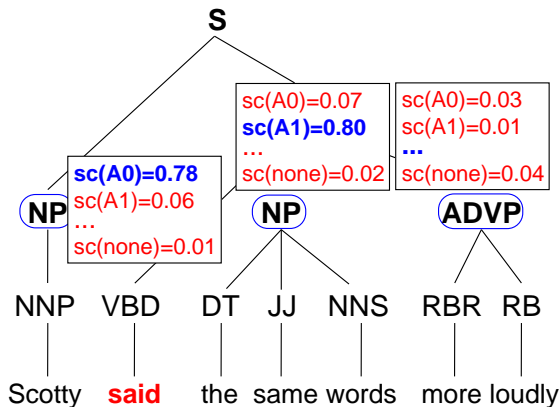 S
sc(A0)=0.07
sc(A1)=0.80
...
sc(none)=0.02
sc(A0)=0.03
sc(A1)=0.01
...
sc(none)=0.04
sc(A0)=0.78
sc(A1)=0.06
...
sc(none)=0.01
NP NP ADVP
NNP VBD DT JJ NNS RBR RB
Scotty said the same words more loudly